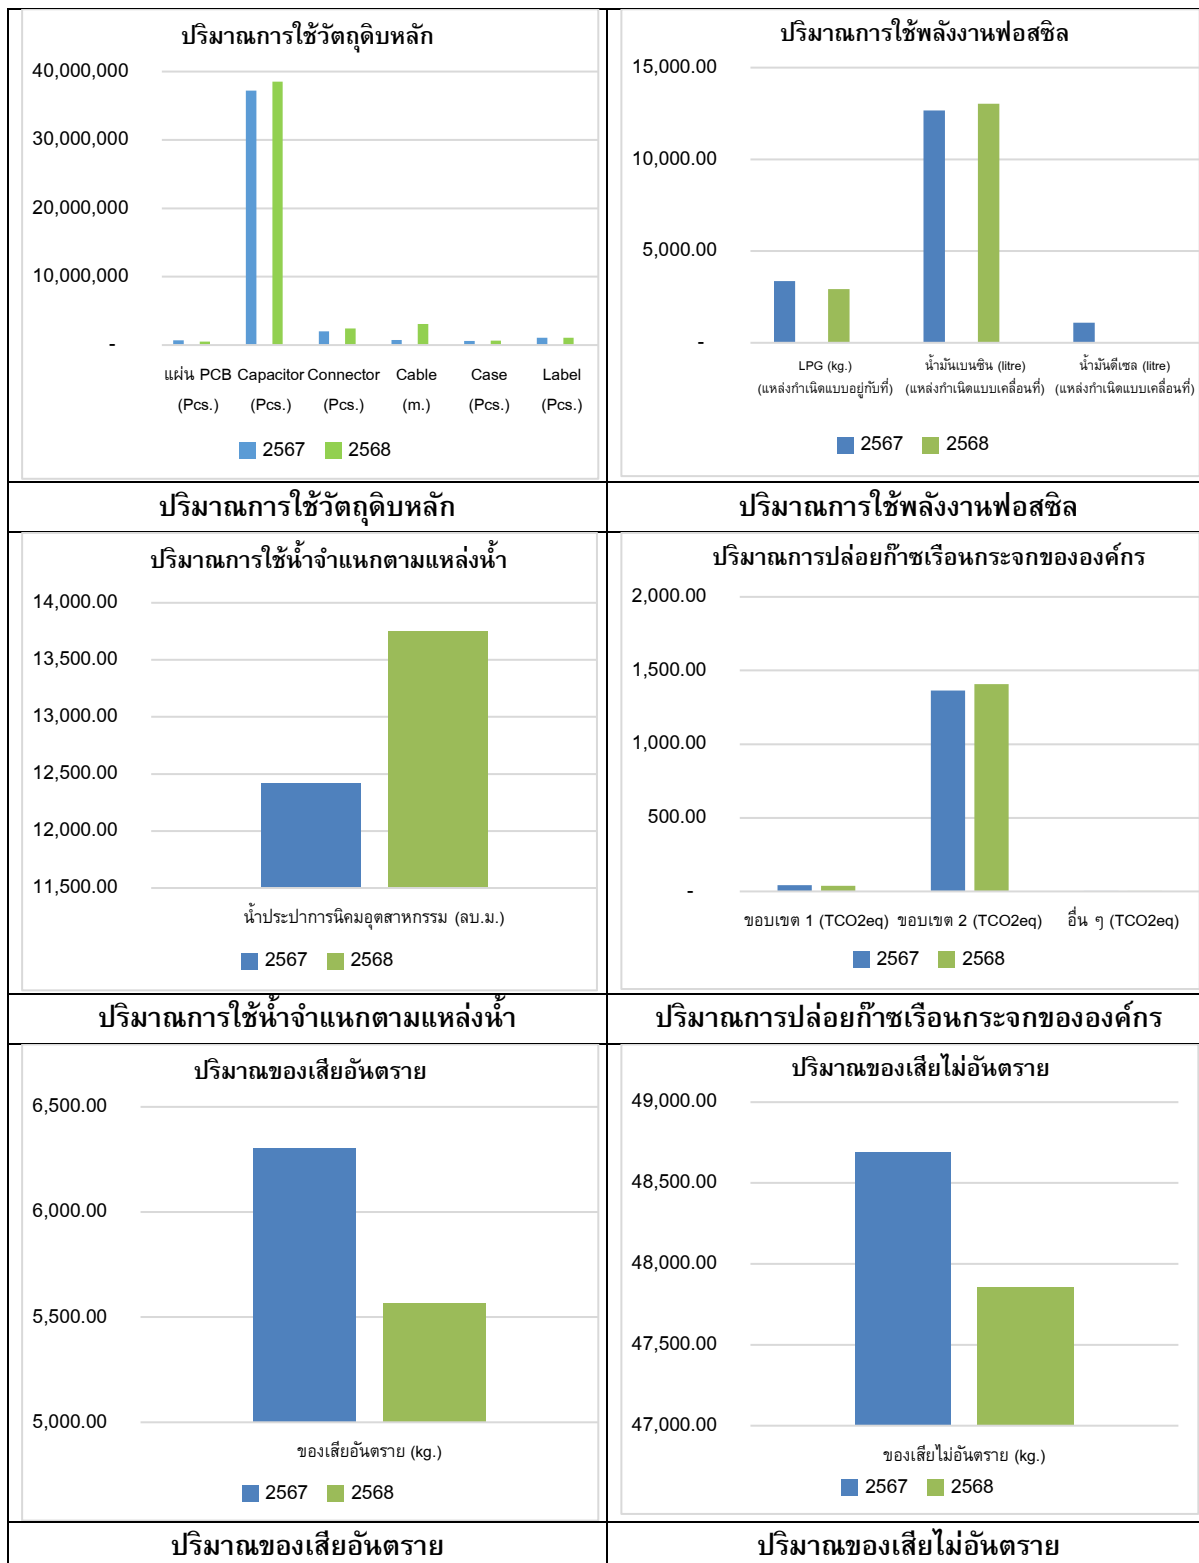 ปริมาณการใช้วัตถุดิบหลัก
40,000,000
30,000,000
20,000,000
10,000,000
-
แผ่น PCB Capacitor Connector Cable Case Label
(Pcs.) (Pcs.) (Pcs.) (m.) (Pcs.) (Pcs.)
2567 2568
ปริมาณการใช้พลังงานฟอสซิล
15,000.00
10,000.00
5,000.00
-
LPG (kg.) น้ำมันเบนซิน (litre) น้ำมันดีเซล (litre)
(แหล่งกำเนิดแบบอยู่กับที่) (แหล่งกำเนิดแบบเคลื่อนที่) (แหล่งกำเนิดแบบเคลื่อนที่)
2567 2568
ปริมาณการใช้วัตถุดิบหลัก
ปริมาณการใช้พลังงานฟอสซิล
ปริมาณการใช้น้ำจำแนกตามแหล่งน้ำ
14,000.00
13,500.00
13,000.00
12,500.00
12,000.00
11,500.00
น้ำประปาการนิคมอุตสาหกรรม (ลบ.ม.)
2567 2568
ปริมาณการปล่อยก๊าซเรือนกระจกขององค์กร
2,000.00
1,500.00
1,000.00
500.00
-
ขอบเขต 1 (TCO2eq) ขอบเขต 2 (TCO2eq) อื่น ๆ (TCO2eq)
2567 2568
ปริมาณการใช้น้ำจำแนกตามแหล่งน้ำ
ปริมาณการปล่อยก๊าซเรือนกระจกขององค์กร
ปริมาณของเสียอันตราย
6,500.00
6,000.00
5,500.00
5,000.00
ของเสียอันตราย (kg.)
2567 2568
ปริมาณของเสียไม่อันตราย
49,000.00
48,500.00
48,000.00
47,500.00
47,000.00
ของเสียไม่อันตราย (kg.)
2567 2568
ปริมาณของเสียอันตราย
ปริมาณของเสียไม่อันตราย